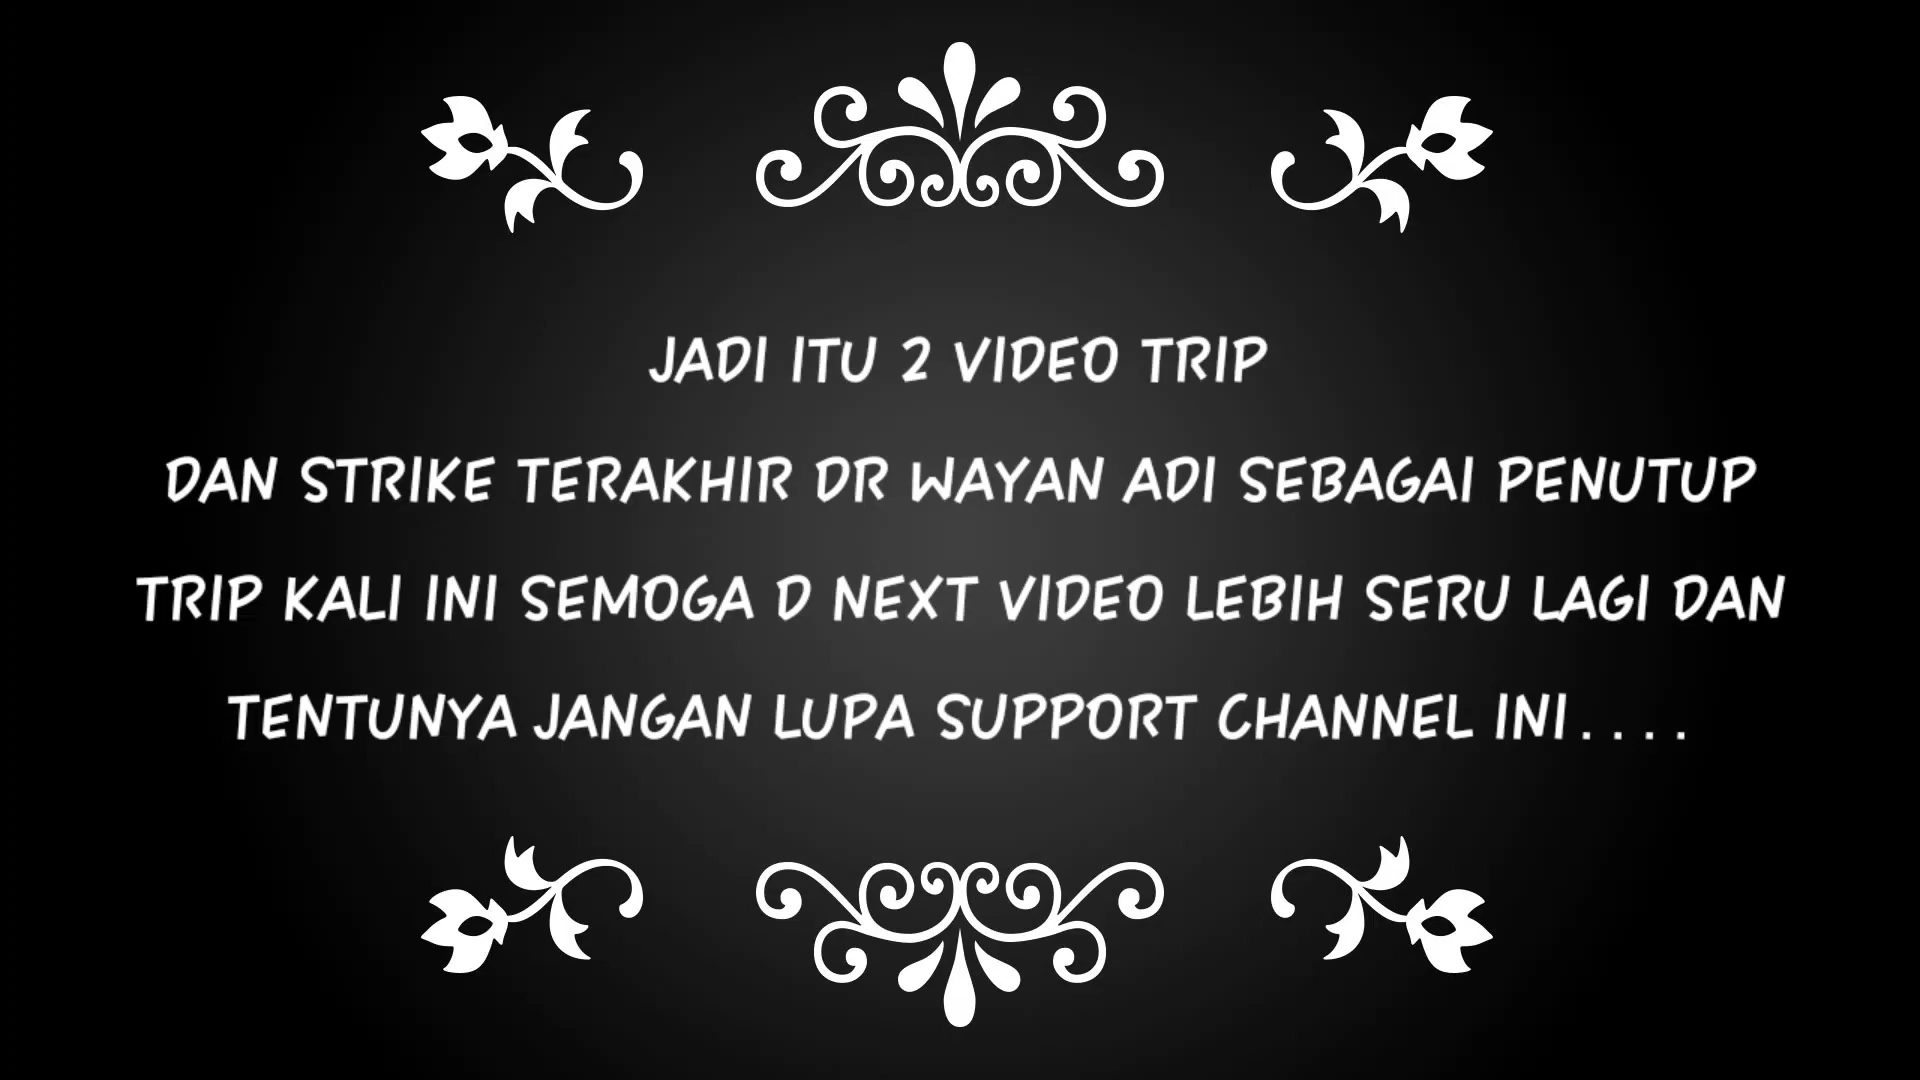 JADI ITU 2 VIDEO TRIP
DAN STRIKE TERAKHIR DR WAYAN ADI SEBAGAI PENUTUP
TRIP KALI INI SEMOGA D NEXT VIDEO LEBIH SERU LAGI DAN
TENTUNYA JANGAN LUPA SUPPORT CHANNEL INI....